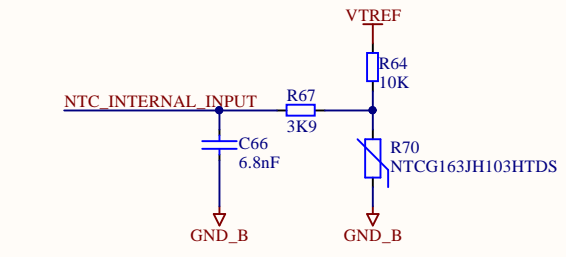 VTREF
R64
10K
NTC_INTERNAL_INPUT
R67
3K9
C66
6.8nF
R70
NTCG163JH103HTDS
GND_B
GND_B